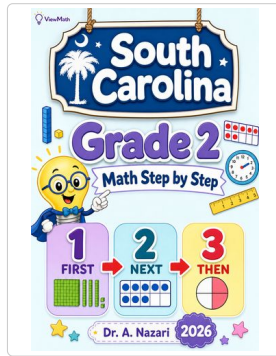 ViewMath
South
Carolina
Grade 2
Math Step by Step
1 2 3
FIRST NEXT THEN
Dr. A. Nazari 2026